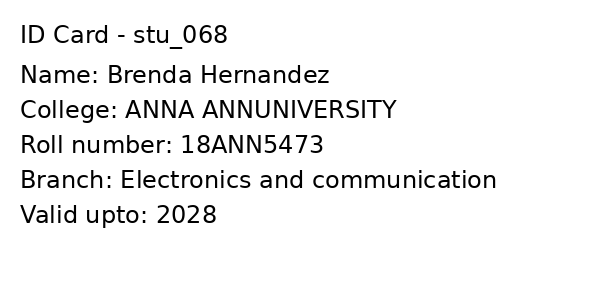 ID Card - stu_068
Name: Brenda Hernandez
College: ANNA ANNUNIVERSITY
Roll number: 18ANN5473
Branch: Electronics and communication
Valid upto: 2028